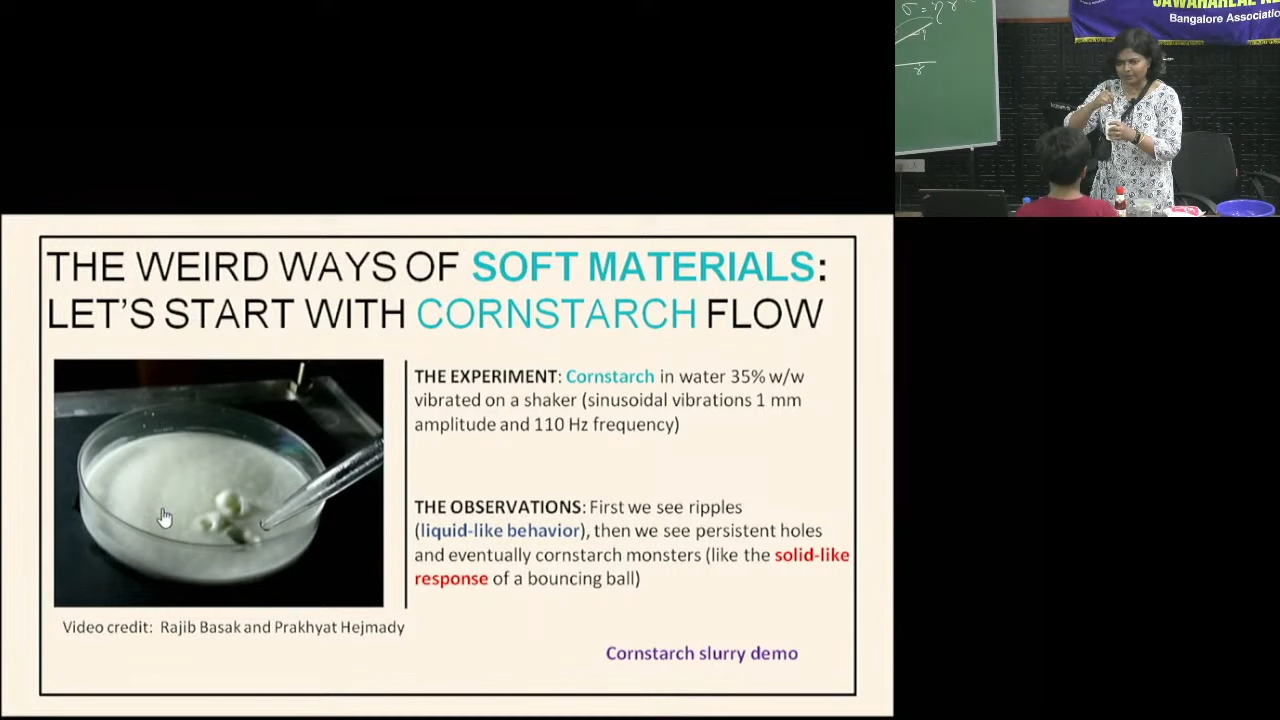 σ = η γ
γ
JAWAHARLAL NE
Bangalore Associatio
THE WEIRD WAYS OF SOFT MATERIALS:
LET'S START WITH CORNSTARCH FLOW
THE EXPERIMENT: Cornstarch in water 35% w/w
vibrated on a shaker (sinusoidal vibrations 1 mm
amplitude and 110 Hz frequency)
THE OBSERVATIONS: First we see ripples
(liquid-like behavior), then we see persistent holes
and eventually cornstarch monsters (like the solid-like
response of a bouncing ball)
Video credit:  Rajib Basak and Prakhyat Hejmady
Cornstarch slurry demo